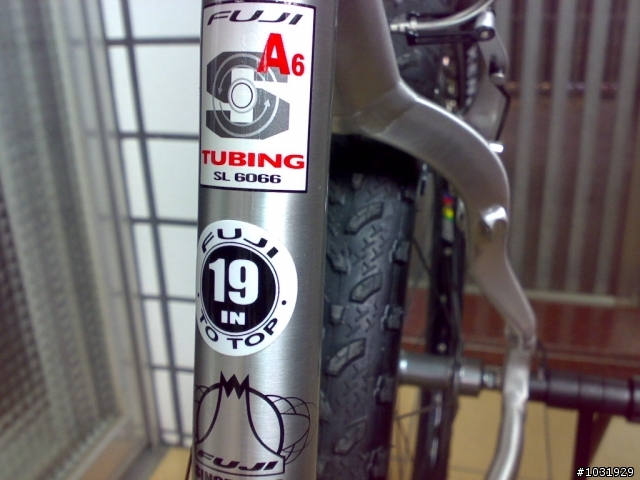 FUJI
A6
TUBING
SL 6066
FUJI
19
IN
TO TOP
FUJI
#1031929